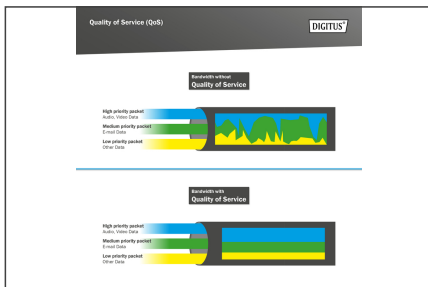 Quality of Service (QoS)
DIGITUS®
Bandwidth without
Quality of Service
High priority packet
Audio, Video Data
Medium priority packet
E-mail Data
Low priority packet
Other Data
Bandwidth with
Quality of Service
High priority packet
Audio, Video Data
Medium priority packet
E-mail Data
Low priority packet
Other Data